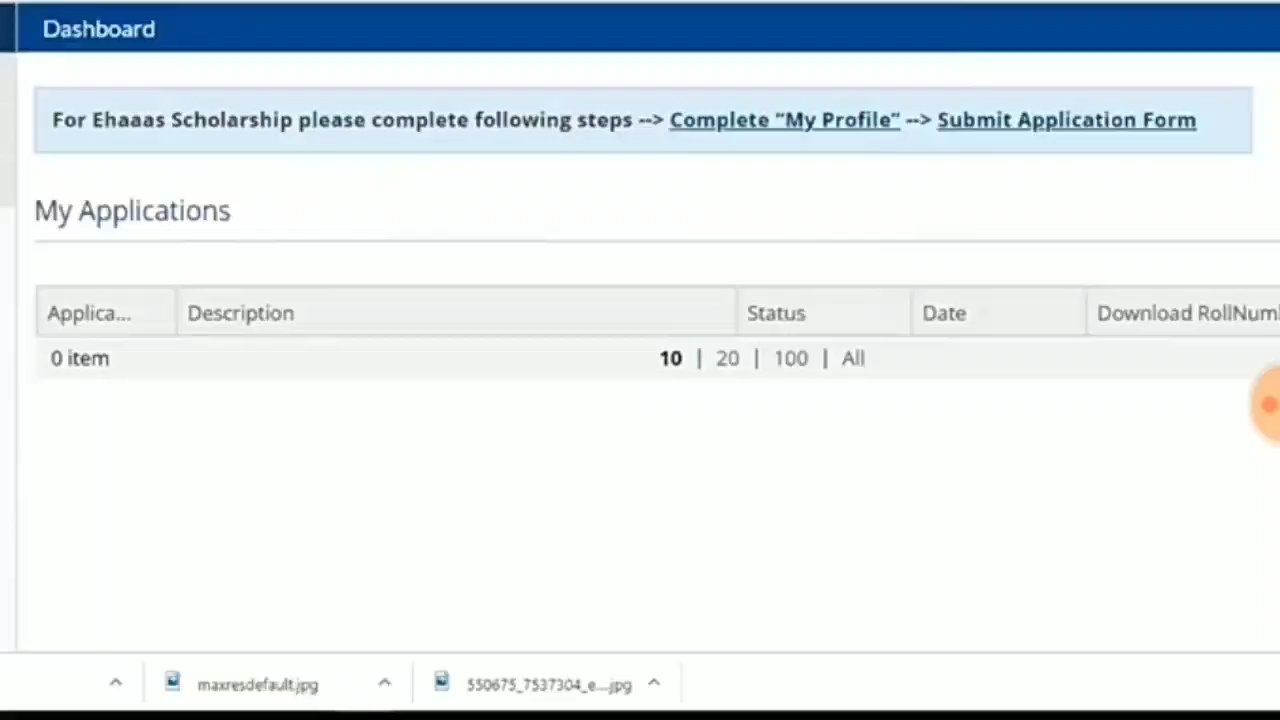 Dashboard
For Ehaaas Scholarship please complete following steps --> Complete “My Profile” --> Submit Application Form
My Applications
Applica... Description Status Date Download RollNum
0 item 10 | 20 | 100 | All
maxresdefault.jpg 550675_7537304_e....jpg